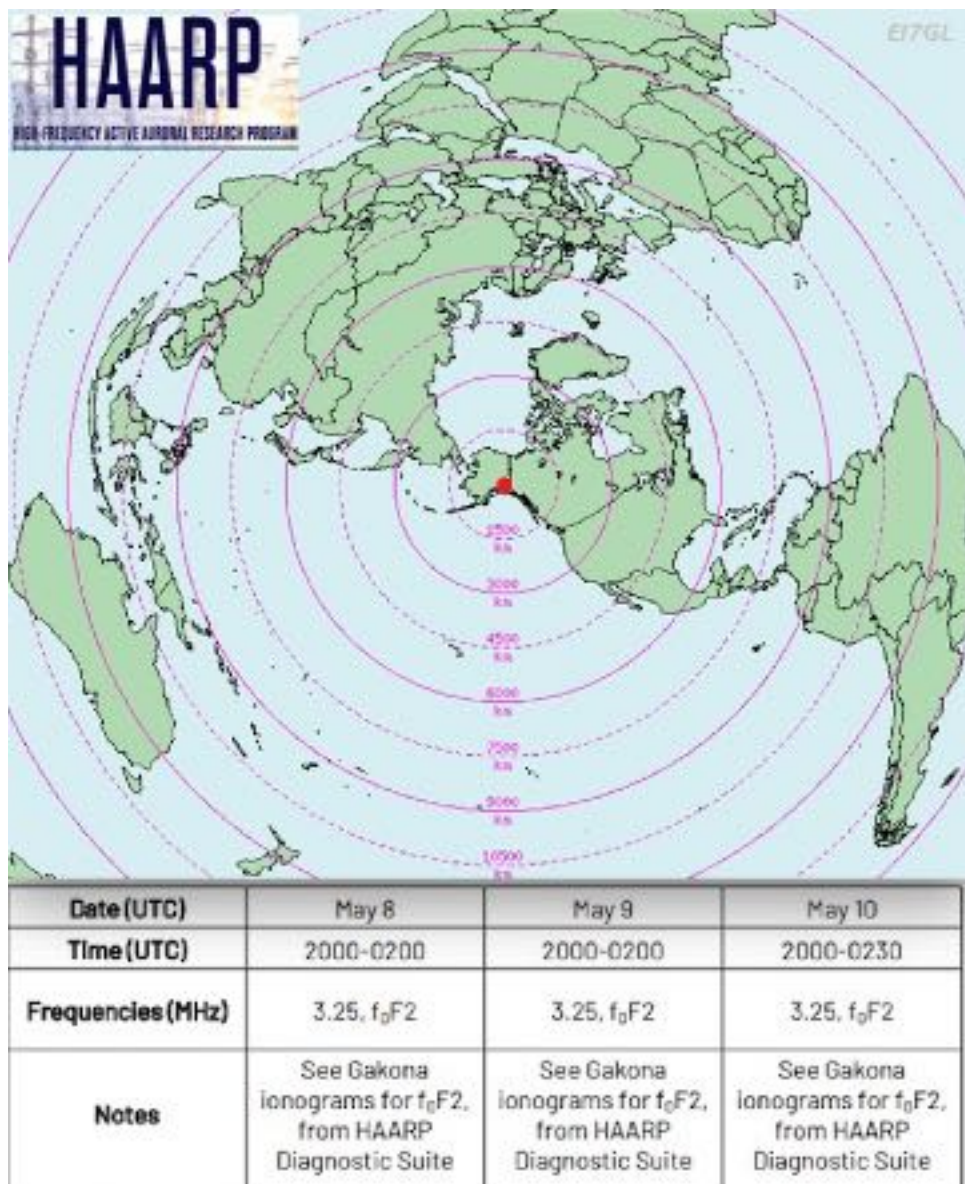 HAARP
HIGH-FREQUENCY ACTIVE AURORAL RESEARCH PROGRAM
EI7GL
1500
km
3000
km
4500
km
6000
km
7500
km
9000
km
10500
km
Date (UTC) May 8 May 9 May 10
Time (UTC) 2000-0200 2000-0200 2000-0230
Frequencies (MHz) 3.25, f₀F2 3.25, f₀F2 3.25, f₀F2
Notes
See Gakona
ionograms for f₀F2,
from HAARP
Diagnostic Suite
See Gakona
ionograms for f₀F2,
from HAARP
Diagnostic Suite
See Gakona
ionograms for f₀F2,
from HAARP
Diagnostic Suite